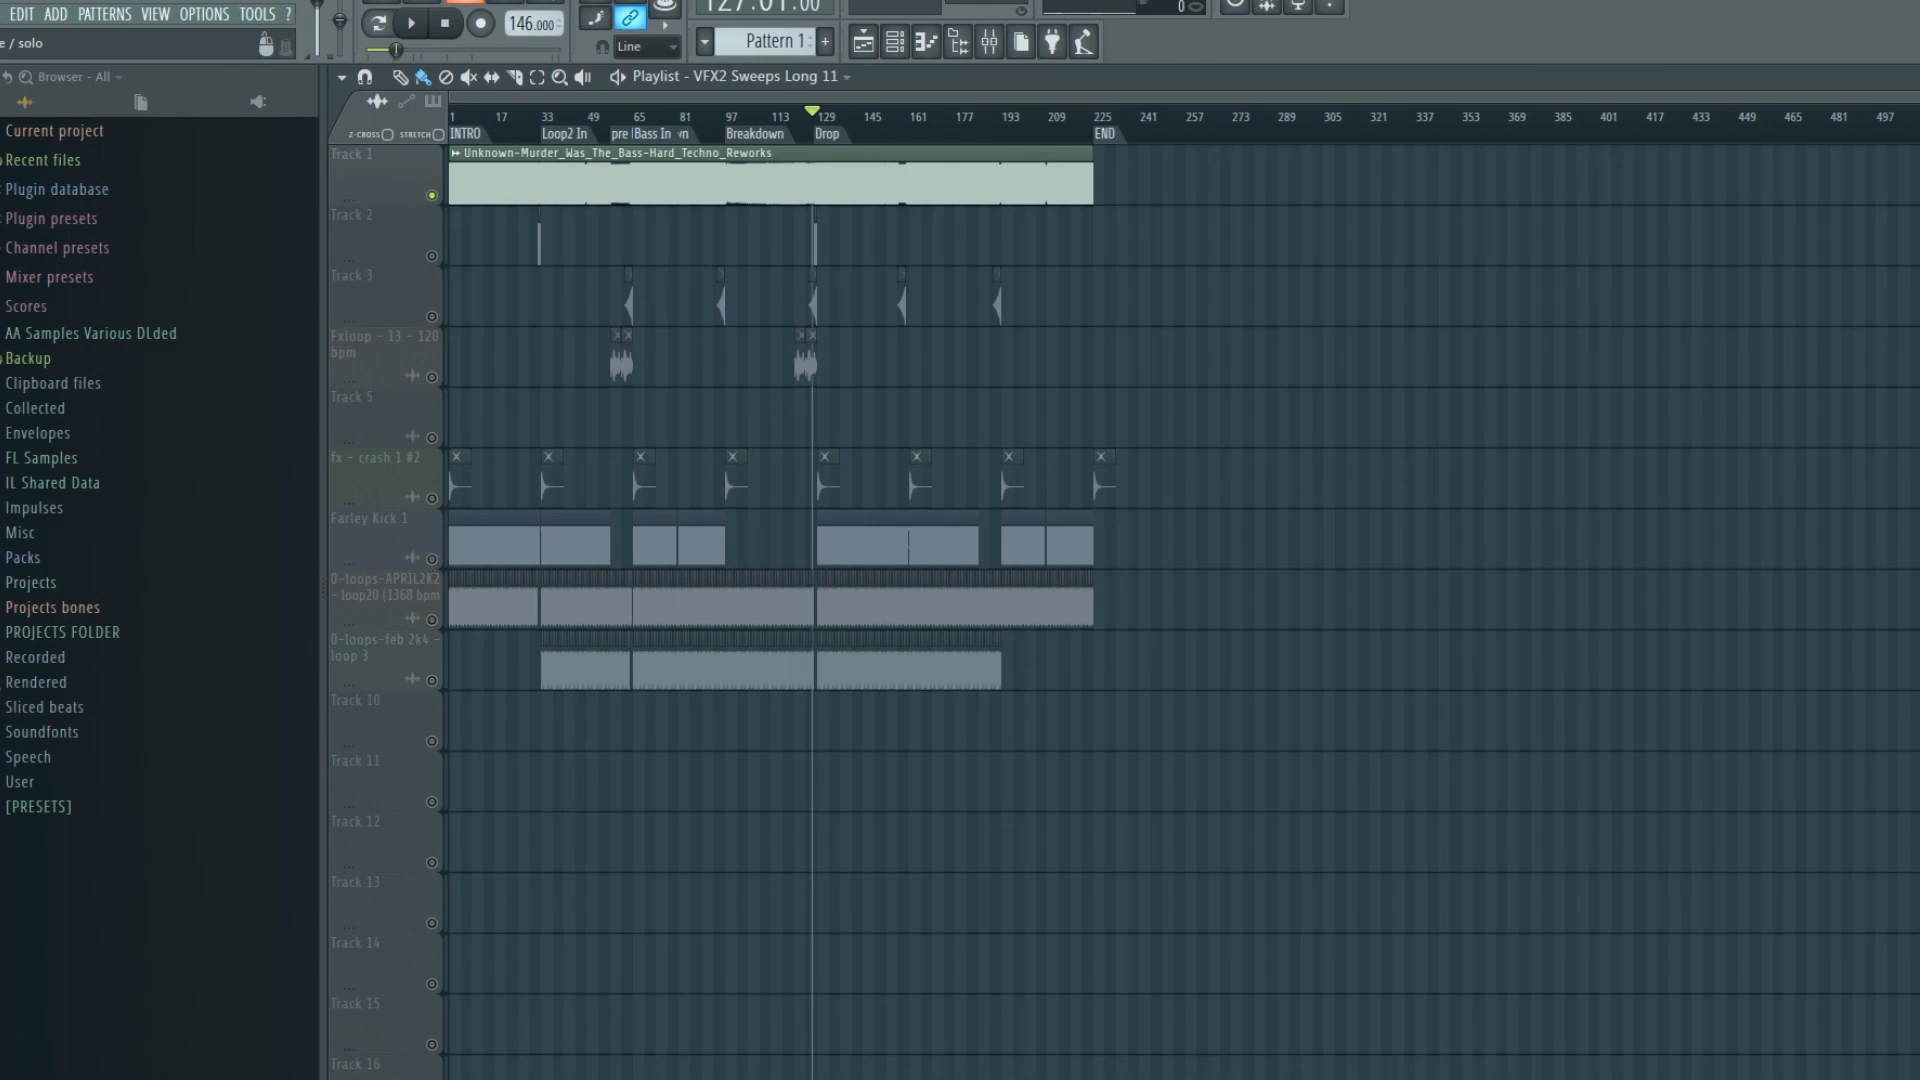 EDIT ADD PATTERNS VIEW OPTIONS TOOLS ?
e / solo
146.000
127:01:00
0
Line
Pattern 1
Browser - All
Playlist - VFX2 Sweeps Long 11
Z-CROSS STRETCH
1 17 33 49 65 81 97 113 129 145 161 177 193 209 225 241 257 273 289 305 321 337 353 369 385 401 417 433 449 465 481 497
INTRO Loop2 In pre Bass In Breakdown Drop END
Current project
Recent files
Plugin database
Plugin presets
Channel presets
Mixer presets
Scores
AA Samples Various DLded
Backup
Clipboard files
Collected
Envelopes
FL Samples
IL Shared Data
Impulses
Misc
Packs
Projects
Projects bones
PROJECTS FOLDER
Recorded
Rendered
Sliced beats
Soundfonts
Speech
User
[PRESETS]
Track 1
Unknown-Murder_Was_The_Bass-Hard_Techno_Reworks
Track 2
Track 3
Fxloop - 13 - 120
bpm
Track 5
fx - crash 1 #2
Farley Kick 1
0-loops-APRIL2K2
- loop20 (1368 bpm
0-loops-feb 2k4 -
loop 3
Track 10
Track 11
Track 12
Track 13
Track 14
Track 15
Track 16